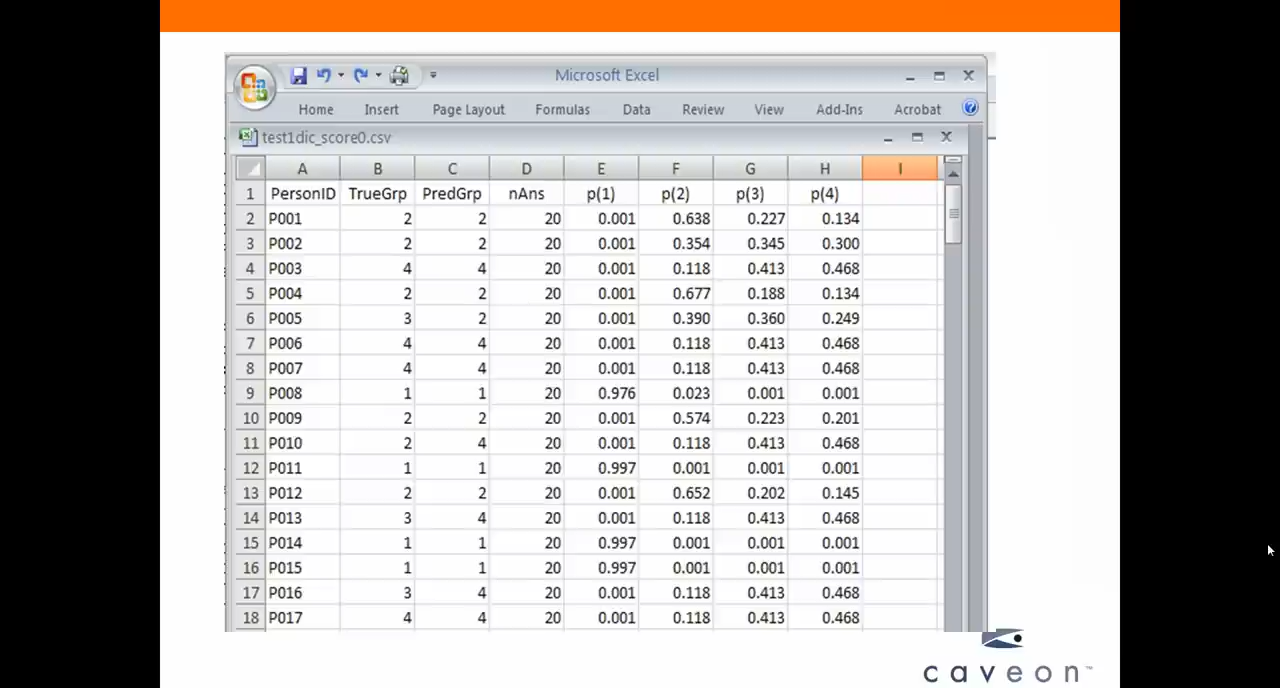 Microsoft Excel
Home Insert Page Layout Formulas Data Review View Add-Ins Acrobat
test1dic_score0.csv
A B C D E F G H I
1 PersonID TrueGrp PredGrp nAns p(1) p(2) p(3) p(4)
2 P001 2 2 20 0.001 0.638 0.227 0.134
3 P002 2 2 20 0.001 0.354 0.345 0.300
4 P003 4 4 20 0.001 0.118 0.413 0.468
5 P004 2 2 20 0.001 0.677 0.188 0.134
6 P005 3 2 20 0.001 0.390 0.360 0.249
7 P006 4 4 20 0.001 0.118 0.413 0.468
8 P007 4 4 20 0.001 0.118 0.413 0.468
9 P008 1 1 20 0.976 0.023 0.001 0.001
10 P009 2 2 20 0.001 0.574 0.223 0.201
11 P010 2 4 20 0.001 0.118 0.413 0.468
12 P011 1 1 20 0.997 0.001 0.001 0.001
13 P012 2 2 20 0.001 0.652 0.202 0.145
14 P013 3 4 20 0.001 0.118 0.413 0.468
15 P014 1 1 20 0.997 0.001 0.001 0.001
16 P015 1 1 20 0.997 0.001 0.001 0.001
17 P016 3 4 20 0.001 0.118 0.413 0.468
18 P017 4 4 20 0.001 0.118 0.413 0.468
caveon™